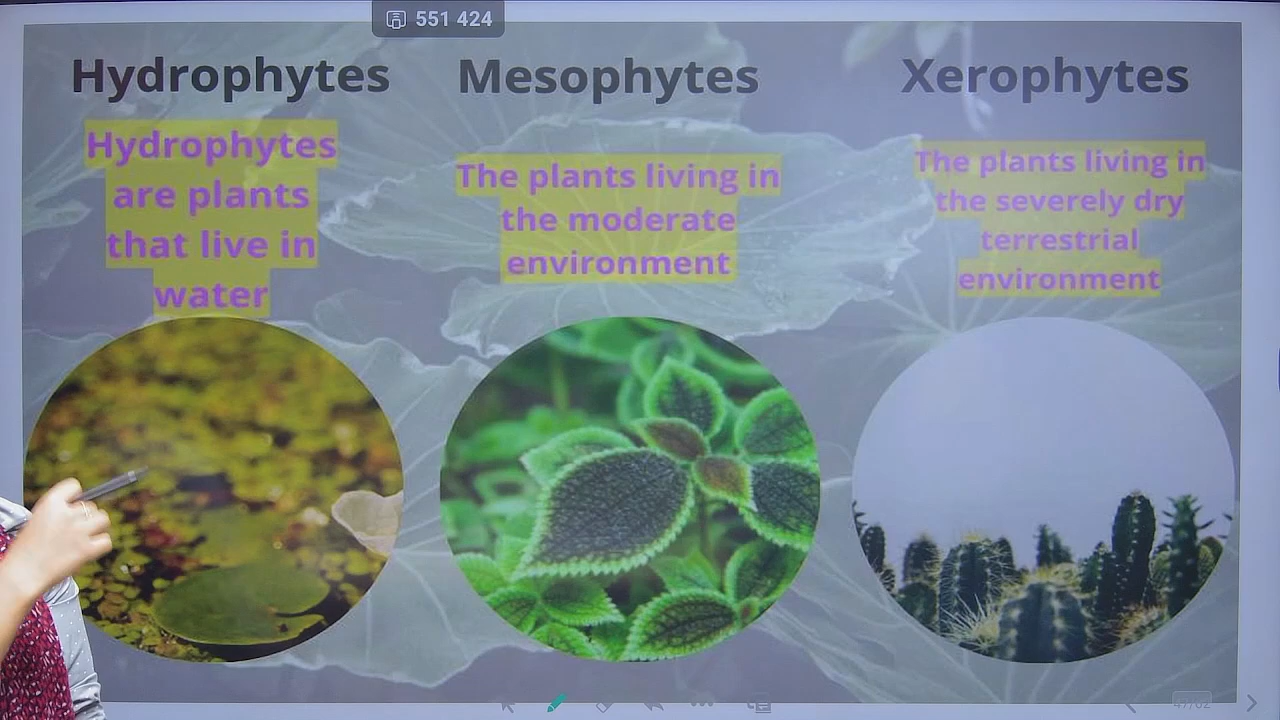 551 424
Hydrophytes
Hydrophytes
are plants
that live in
water
Mesophytes
The plants living in
the moderate
environment
Xerophytes
The plants living in
the severely dry
terrestrial
environment